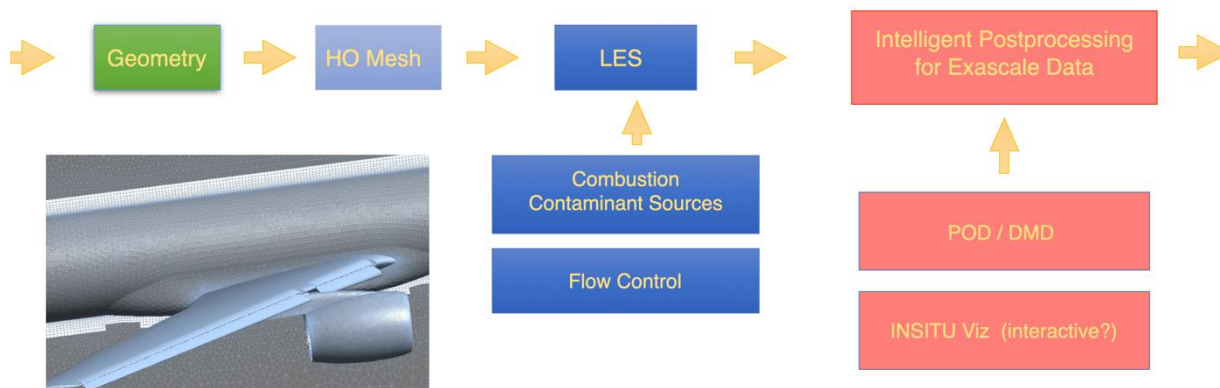 Geometry
HO Mesh
LES
Intelligent Postprocessing
for Exascale Data
Combustion
Contaminant Sources
POD / DMD
Flow Control
INSITU Viz (interactive?)